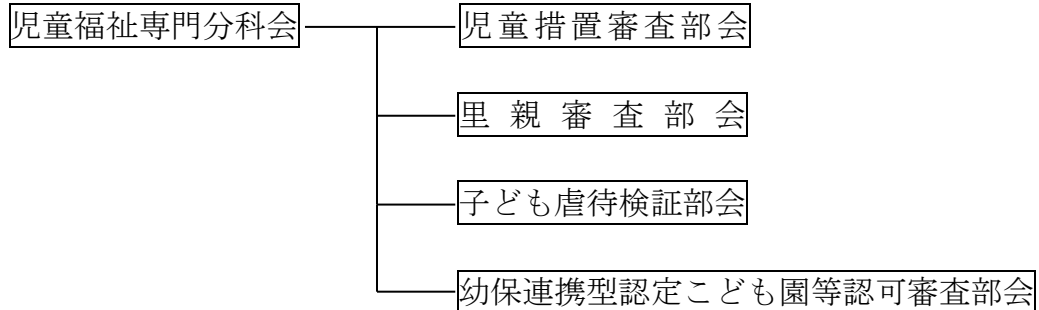 児童福祉専門分科会
児童措置審査部会
里親審査部会
子ども虐待検証部会
幼保連携型認定こども園等認可審査部会